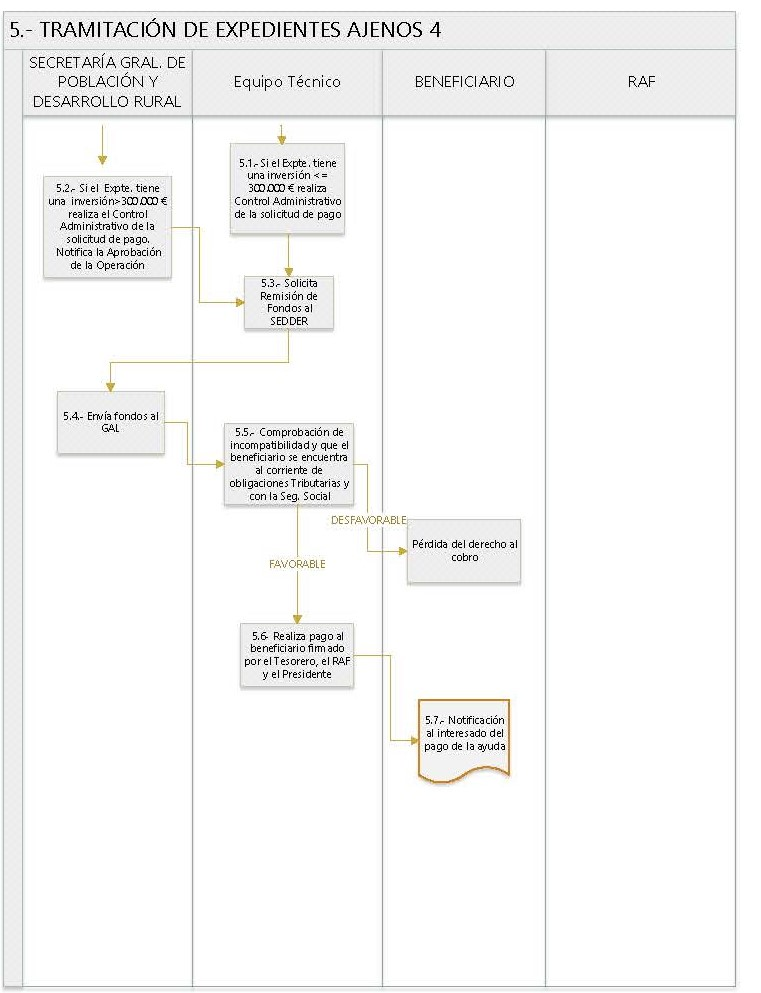 5.- TRAMITACIÓN DE EXPEDIENTES AJENOS 4
SECRETARÍA GRAL. DE
POBLACIÓN Y
DESARROLLO RURAL
Equipo Técnico
BENEFICIARIO
RAF
5.1.- Si el Expte. tiene
una inversión <=
300.000 € realiza
Control Administrativo
de la solicitud de pago
5.2.- Si el Expte. tiene
una inversión>300.000 €
realiza el Control
Administrativo de la
solicitud de pago.
Notifica la Aprobación
de la Operación
5.3.- Solicita
Remisión de
Fondos al
SEDDER
5.4.- Envía fondos al
GAL
5.5.- Comprobación de
incompatibilidad y que el
beneficiario se encuentra
al corriente de
obligaciones Tributarias y
con la Seg. Social
DESFAVORABLE
Pérdida del derecho al
cobro
FAVORABLE
5.6- Realiza pago al
beneficiario firmado
por el Tesorero, el RAF
y el Presidente
5.7.- Notificación
al interesado del
pago de la ayuda